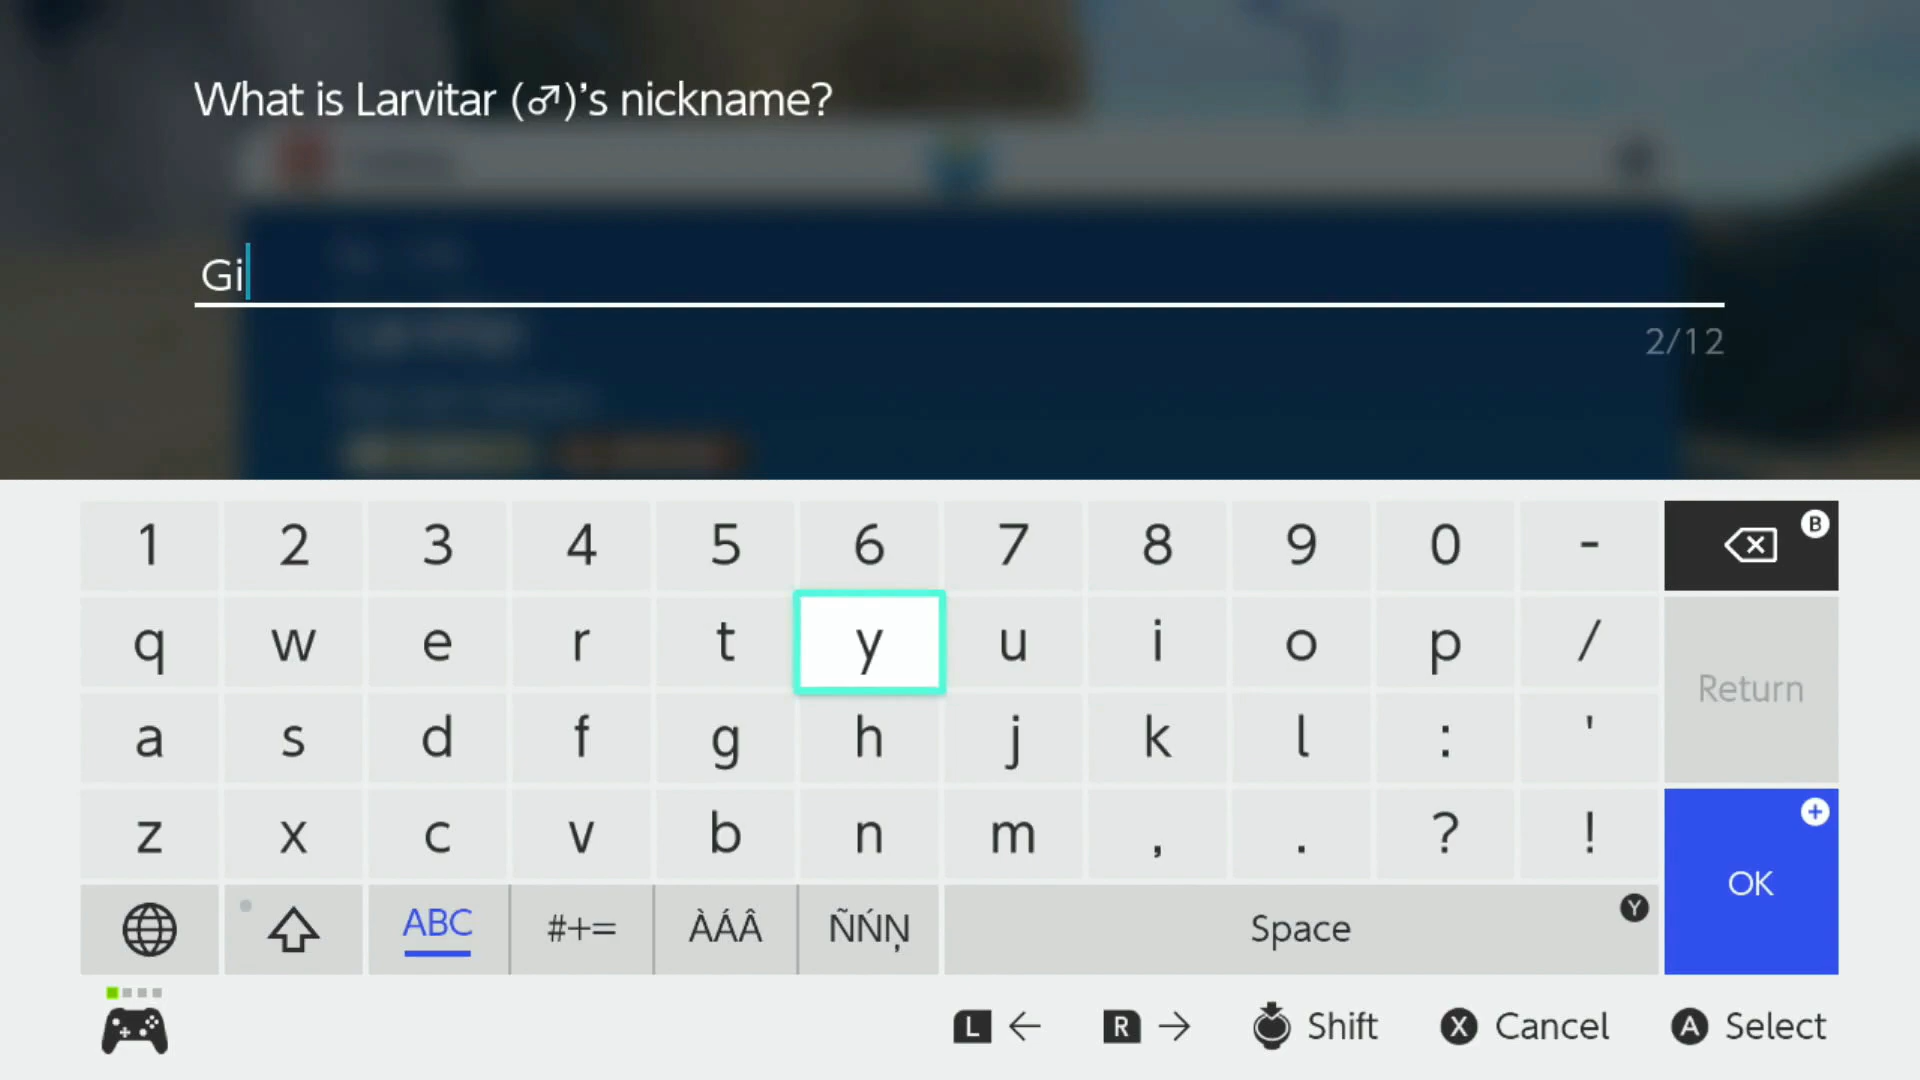 What is Larvitar (♂)'s nickname?
Gi
2/12
1 2 3 4 5 6 7 8 9 0 - B
q w e r t y u i o p /
Return
a s d f g h j k l : '
z x c v b n m , . ? ! +
OK
ABC #+= ÀÁÂ ÑŃŅ Space Y
L ← R → Shift X Cancel A Select